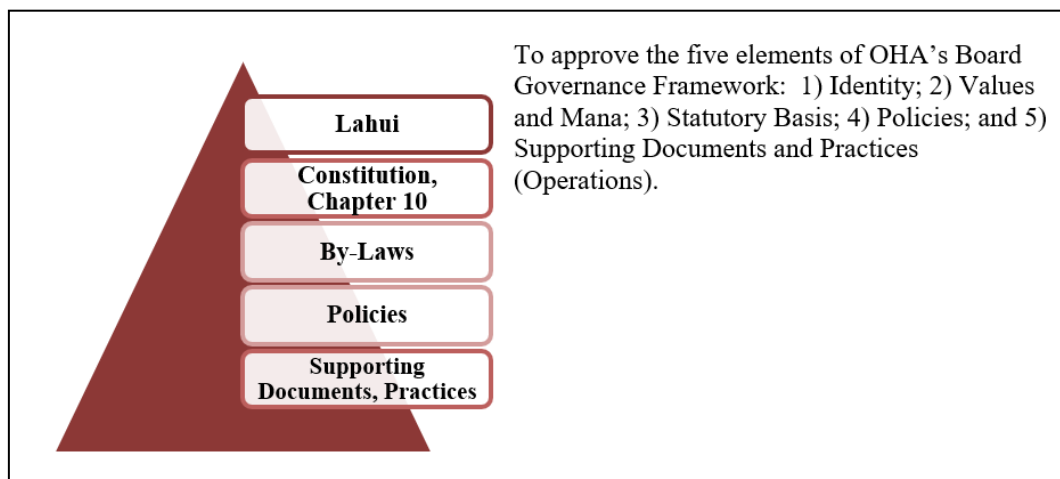 Lahui
Constitution,
Chapter 10
By-Laws
Policies
Supporting
Documents, Practices
To approve the five elements of OHA’s Board
Governance Framework:  1) Identity; 2) Values
and Mana; 3) Statutory Basis; 4) Policies; and 5)
Supporting Documents and Practices
(Operations).